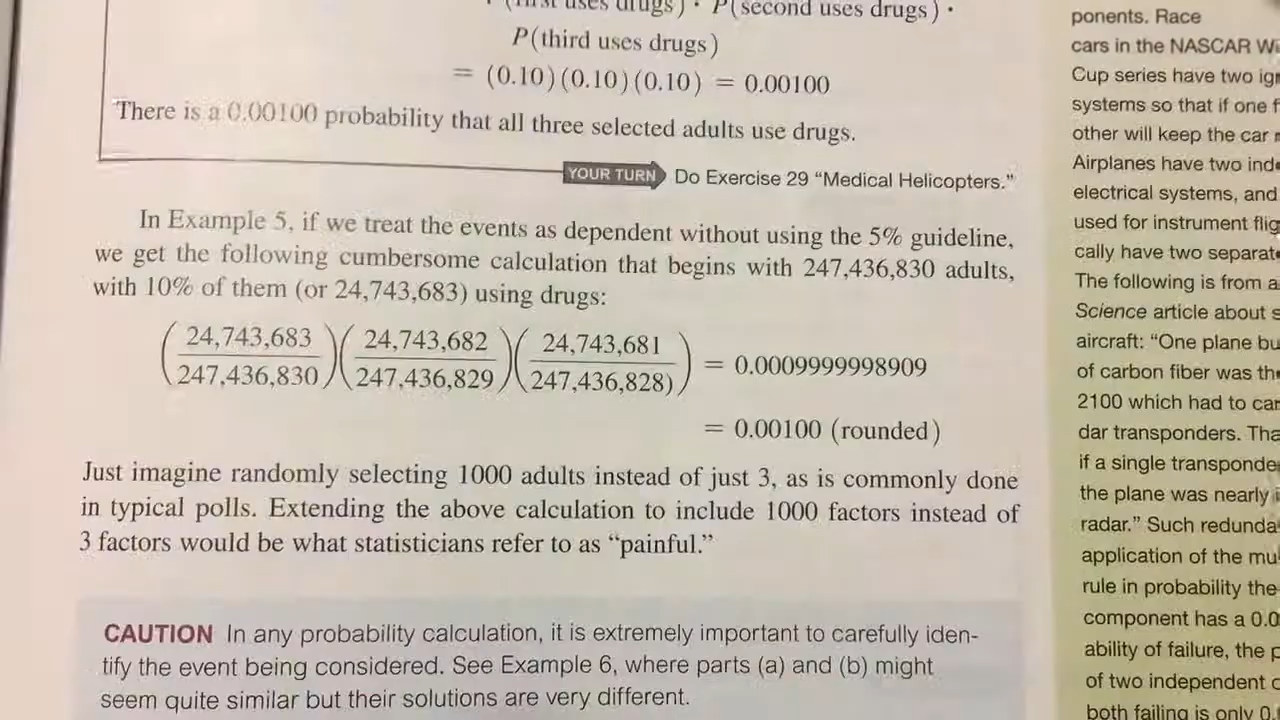 P(first uses drugs) · P(second uses drugs) ·
P(third uses drugs)
= (0.10)(0.10)(0.10) = 0.00100
There is a 0.00100 probability that all three selected adults use drugs.
YOUR TURN Do Exercise 29 “Medical Helicopters.”
In Example 5, if we treat the events as dependent without using the 5% guideline,
we get the following cumbersome calculation that begins with 247,436,830 adults,
with 10% of them (or 24,743,683) using drugs:
(24,743,683/247,436,830)(24,743,682/247,436,829)(24,743,681/247,436,828)) = 0.0009999998909
= 0.00100 (rounded)
Just imagine randomly selecting 1000 adults instead of just 3, as is commonly done
in typical polls. Extending the above calculation to include 1000 factors instead of
3 factors would be what statisticians refer to as “painful.”
CAUTION In any probability calculation, it is extremely important to carefully iden-
tify the event being considered. See Example 6, where parts (a) and (b) might
seem quite similar but their solutions are very different.
ponents. Race
cars in the NASCAR
Cup series have two
systems so that if one
other will keep the car
Airplanes have two
electrical systems, and
used for instrument
cally have two
The following is from a
Science article about
aircraft: “One plane
of carbon fiber was
2100 which had to
dar transponders.
if a single
the plane was nearly
radar.” Such
application of the
rule in probability
component has a
ability of failure, the
of two independent
both failing is only